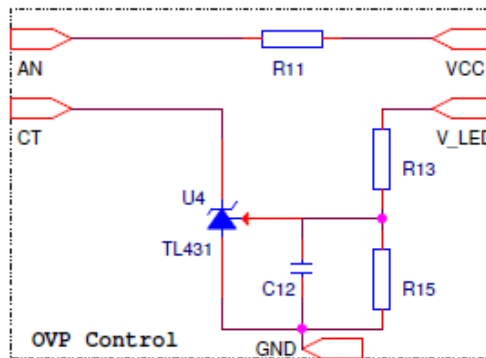 AN
R11
VCC
CT
V_LED
R13
U4
TL431
C12
R15
OVP Control
GND